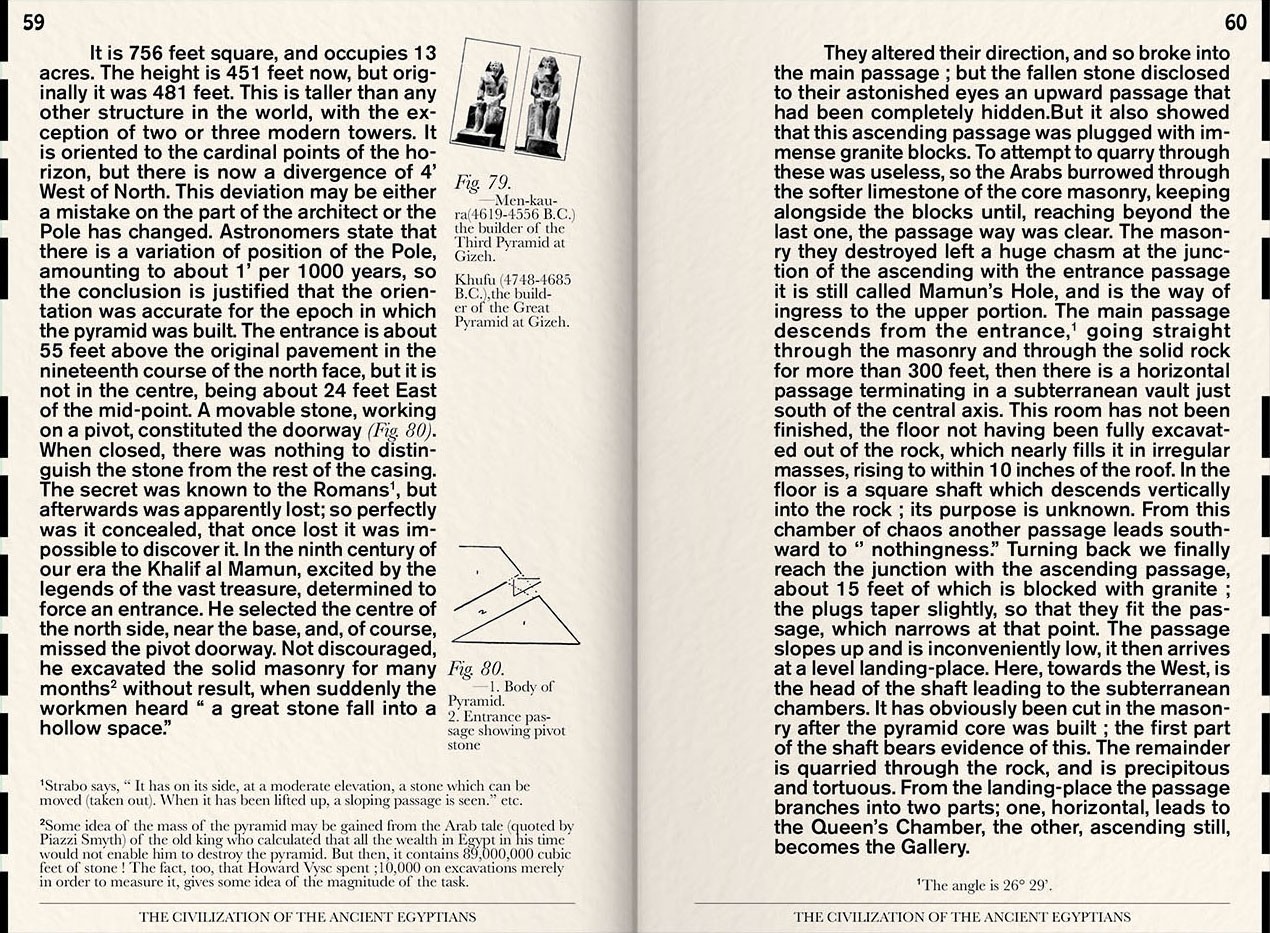 59
It is 756 feet square, and occupies 13
acres. The height is 451 feet now, but orig-
inally it was 481 feet. This is taller than any
other structure in the world, with the ex-
ception of two or three modern towers. It
is oriented to the cardinal points of the ho-
rizon, but there is now a divergence of 4’
West of North. This deviation may be either
a mistake on the part of the architect or the
Pole has changed. Astronomers state that
there is a variation of position of the Pole,
amounting to about 1’ per 1000 years, so
the conclusion is justified that the orien-
tation was accurate for the epoch in which
the pyramid was built. The entrance is about
55 feet above the original pavement in the
nineteenth course of the north face, but it is
not in the centre, being about 24 feet East
of the mid-point. A movable stone, working
on a pivot, constituted the doorway (Fig. 80).
When closed, there was nothing to distin-
guish the stone from the rest of the casing.
The secret was known to the Romans¹, but
afterwards was apparently lost; so perfectly
was it concealed, that once lost it was im-
possible to discover it. In the ninth century of
our era the Khalif al Mamun, excited by the
legends of the vast treasure, determined to
force an entrance. He selected the centre of
the north side, near the base, and, of course,
missed the pivot doorway. Not discouraged,
he excavated the solid masonry for many
months² without result, when suddenly the
workmen heard “ a great stone fall into a
hollow space.”
Fig. 79.
—Men-kau-
ra(4619-4556 B.C.)
the builder of the
Third Pyramid at
Gizeh.
Khufu (4748-4685
B.C.),the build-
er of the Great
Pyramid at Gizeh.
1
2
1
Fig. 80.
—1. Body of
Pyramid.
2. Entrance pas-
sage showing pivot
stone
¹Strabo says, “ It has on its side, at a moderate elevation, a stone which can be
moved (taken out). When it has been lifted up, a sloping passage is seen.” etc.
²Some idea of the mass of the pyramid may be gained from the Arab tale (quoted by
Piazzi Smyth) of the old king who calculated that all the wealth in Egypt in his time
would not enable him to destroy the pyramid. But then, it contains 89,000,000 cubic
feet of stone ! The fact, too, that Howard Vyse spent ;10,000 on excavations merely
in order to measure it, gives some idea of the magnitude of the task.
THE CIVILIZATION OF THE ANCIENT EGYPTIANS
60
They altered their direction, and so broke into
the main passage ; but the fallen stone disclosed
to their astonished eyes an upward passage that
had been completely hidden.But it also showed
that this ascending passage was plugged with im-
mense granite blocks. To attempt to quarry through
these was useless, so the Arabs burrowed through
the softer limestone of the core masonry, keeping
alongside the blocks until, reaching beyond the
last one, the passage way was clear. The mason-
ry they destroyed left a huge chasm at the junc-
tion of the ascending with the entrance passage
it is still called Mamun’s Hole, and is the way of
ingress to the upper portion. The main passage
descends from the entrance,¹ going straight
through the masonry and through the solid rock
for more than 300 feet, then there is a horizontal
passage terminating in a subterranean vault just
south of the central axis. This room has not been
finished, the floor not having been fully excavat-
ed out of the rock, which nearly fills it in irregular
masses, rising to within 10 inches of the roof. In the
floor is a square shaft which descends vertically
into the rock ; its purpose is unknown. From this
chamber of chaos another passage leads south-
ward to ‘’ nothingness.” Turning back we finally
reach the junction with the ascending passage,
about 15 feet of which is blocked with granite ;
the plugs taper slightly, so that they fit the pas-
sage, which narrows at that point. The passage
slopes up and is inconveniently low, it then arrives
at a level landing-place. Here, towards the West, is
the head of the shaft leading to the subterranean
chambers. It has obviously been cut in the mason-
ry after the pyramid core was built ; the first part
of the shaft bears evidence of this. The remainder
is quarried through the rock, and is precipitous
and tortuous. From the landing-place the passage
branches into two parts; one, horizontal, leads to
the Queen’s Chamber, the other, ascending still,
becomes the Gallery.
¹The angle is 26° 29’.
THE CIVILIZATION OF THE ANCIENT EGYPTIANS